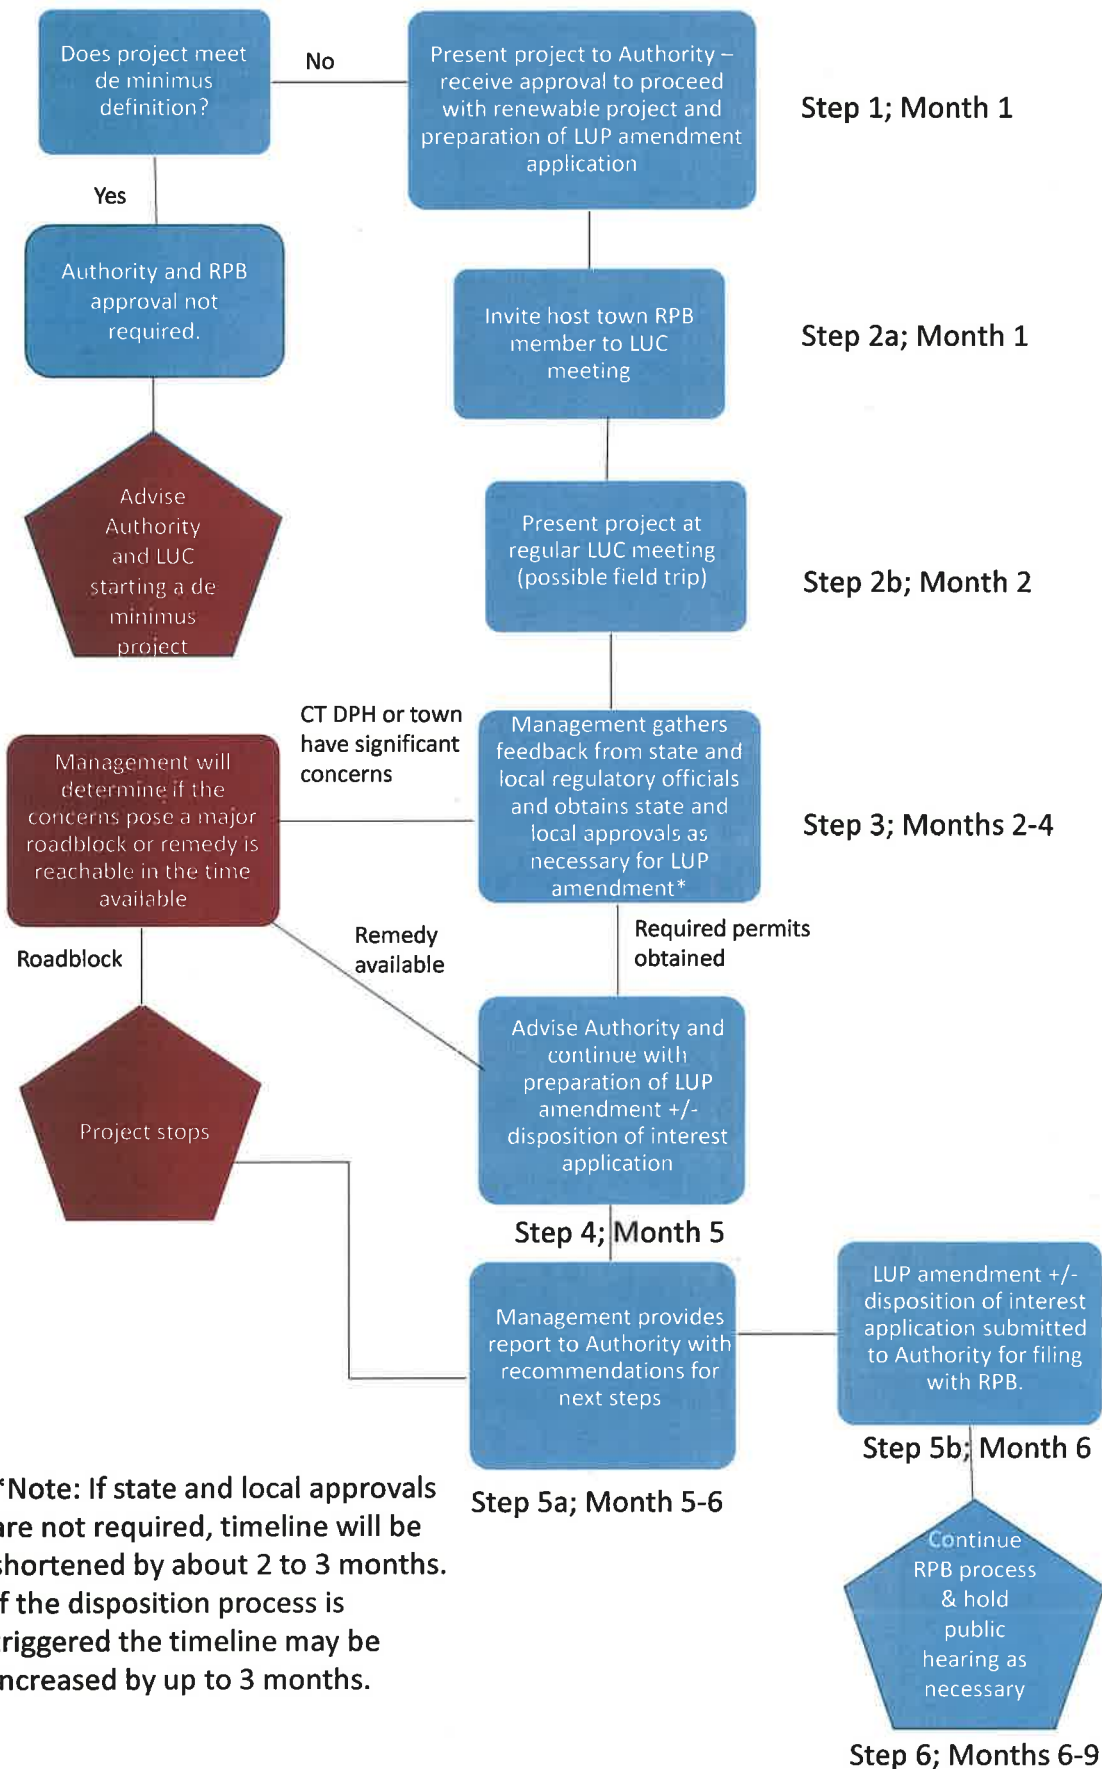 Does project meet
de minimus
definition?
No
Present project to Authority –
receive approval to proceed
with renewable project and
preparation of LUP amendment
application
Step 1; Month 1
Yes
Authority and RPB
approval not
required.
Invite host town RPB
member to LUC
meeting
Step 2a; Month 1
Advise
Authority
and LUC
starting a de
minimus
project
Present project at
regular LUC meeting
(possible field trip)
Step 2b; Month 2
CT DPH or town
have significant
concerns
Management will
determine if the
concerns pose a major
roadblock or remedy is
reachable in the time
available
Management gathers
feedback from state and
local regulatory officials
and obtains state and
local approvals as
necessary for LUP
amendment*
Step 3; Months 2-4
Roadblock
Remedy
available
Required permits
obtained
Project stops
Advise Authority and
continue with
preparation of LUP
amendment +/-
disposition of interest
application
Step 4; Month 5
Management provides
report to Authority with
recommendations for
next steps
Step 5a; Month 5-6
LUP amendment +/-
disposition of interest
application submitted
to Authority for filing
with RPB.
Step 5b; Month 6
*Note: If state and local approvals
are not required, timeline will be
shortened by about 2 to 3 months.
If the disposition process is
triggered the timeline may be
increased by up to 3 months.
Continue
RPB process
& hold
public
hearing as
necessary
Step 6; Months 6-9